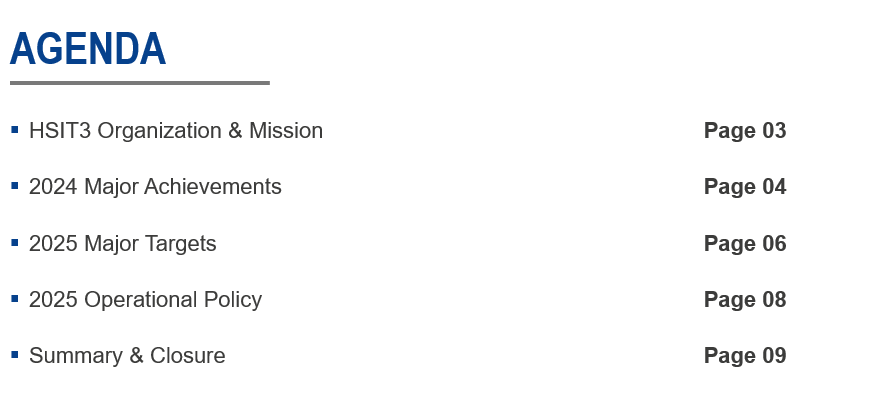 AGENDA
▪ HSIT3 Organization & Mission Page 03
▪ 2024 Major Achievements Page 04
▪ 2025 Major Targets Page 06
▪ 2025 Operational Policy Page 08
▪ Summary & Closure Page 09